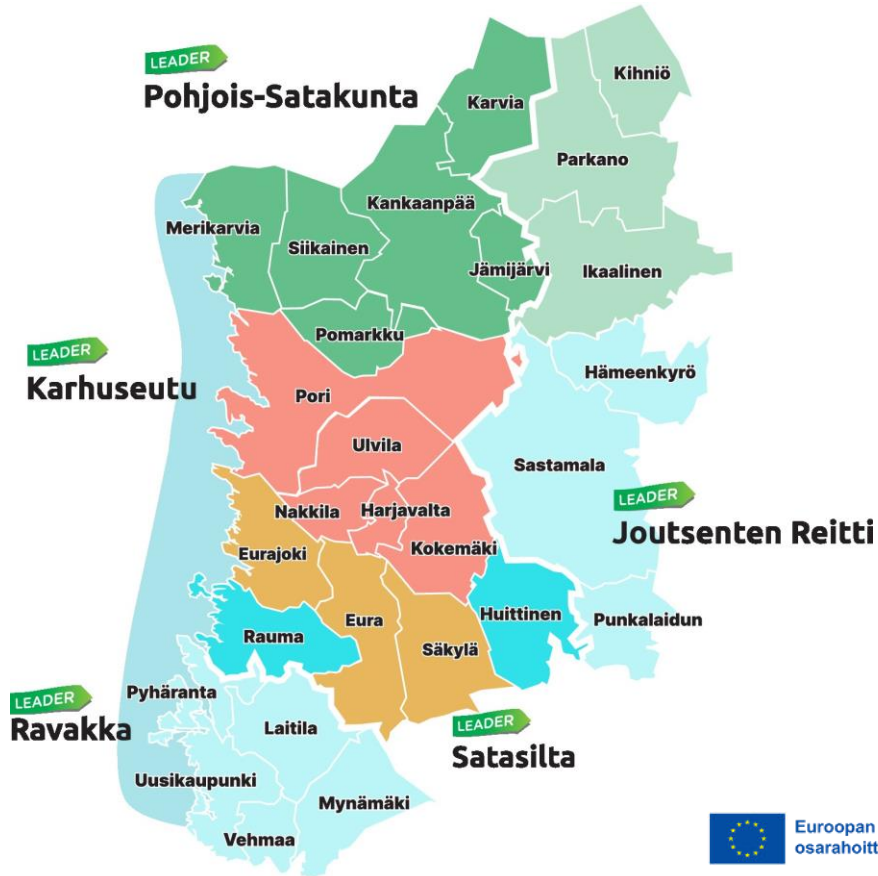 LEADER
Pohjois-Satakunta
Karvia
Kihniö
Parkano
Kankaanpää
Merikarvia
Siikainen
Jämijärvi
Ikaalinen
Pomarkku
LEADER
Karhuseutu
Hämeenkyrö
Pori
Ulvila
Sastamala
LEADER
Joutsenten Reitti
Nakkila
Harjavalta
Eurajoki
Kokemäki
Huittinen
Punkalaidun
Eura
Rauma
Säkylä
Pyhäranta
LEADER
Ravakka
Laitila
LEADER
Satasilta
Uusikaupunki
Mynämäki
Vehmaa
Euroopan
osarahoitt